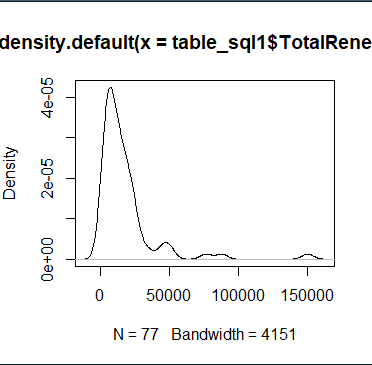 density.default(x = table_sql1$TotalRene
Density
4e-05
2e-05
0e+00
0 50000 100000 150000
N = 77 Bandwidth = 4151